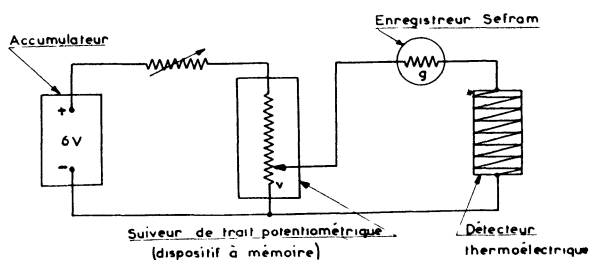 Enregistreur Sefram
Accumulateur
g
+
6V
-
v
Suiveur de trait potentiométrique
(dispositif à mémoire)
Détecteur
thermoélectrique